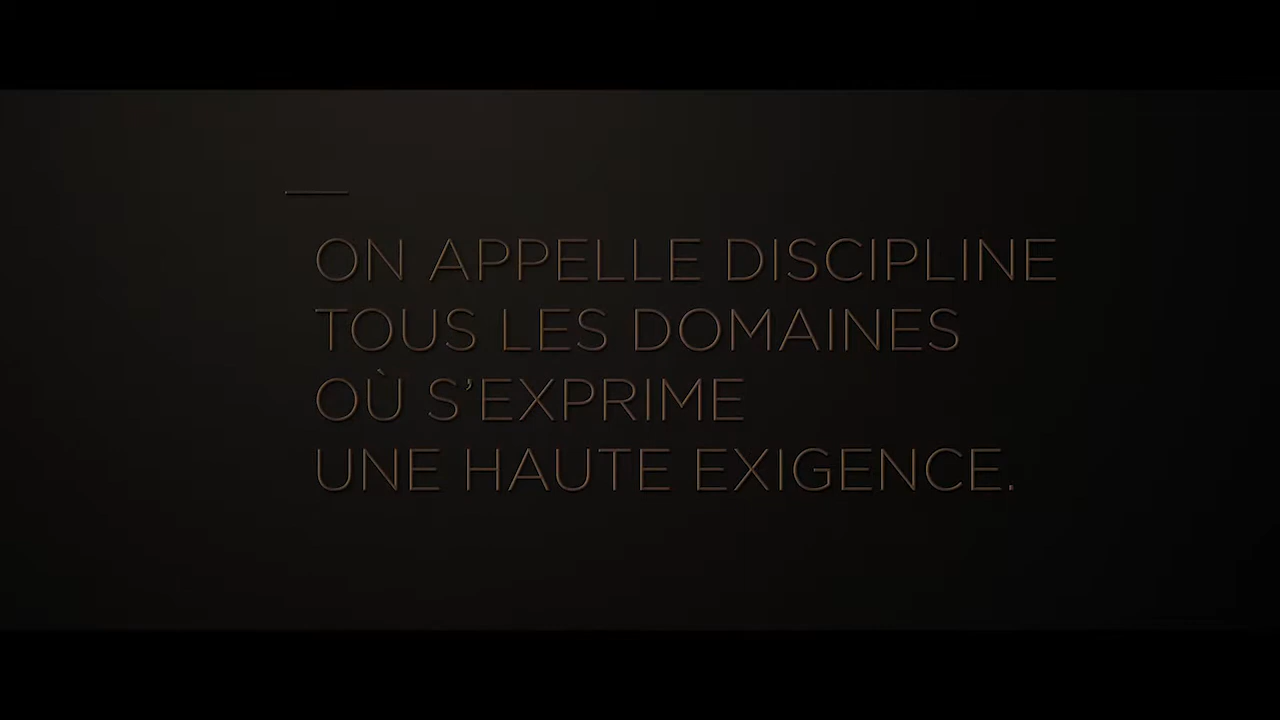 ON APPELLE DISCIPLINE
TOUS LES DOMAINES
OÙ S’EXPRIME
UNE HAUTE EXIGENCE.